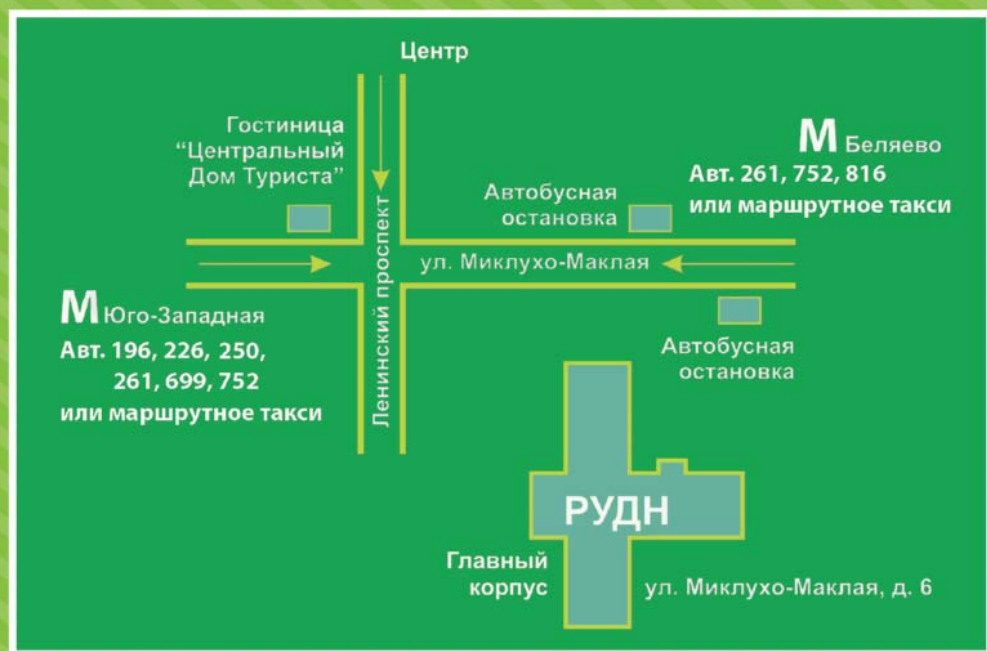 Центр
Гостиница
“Центральный
Дом Туриста”
М Беляево
Авт. 261, 752, 816
или маршрутное такси
Автобусная
остановка
Ленинский проспект
ул. Миклухо-Маклая
М Юго-Западная
Авт. 196, 226, 250,
261, 699, 752
или маршрутное такси
Автобусная
остановка
РУДН
Главный
корпус
ул. Миклухо-Маклая, д. 6